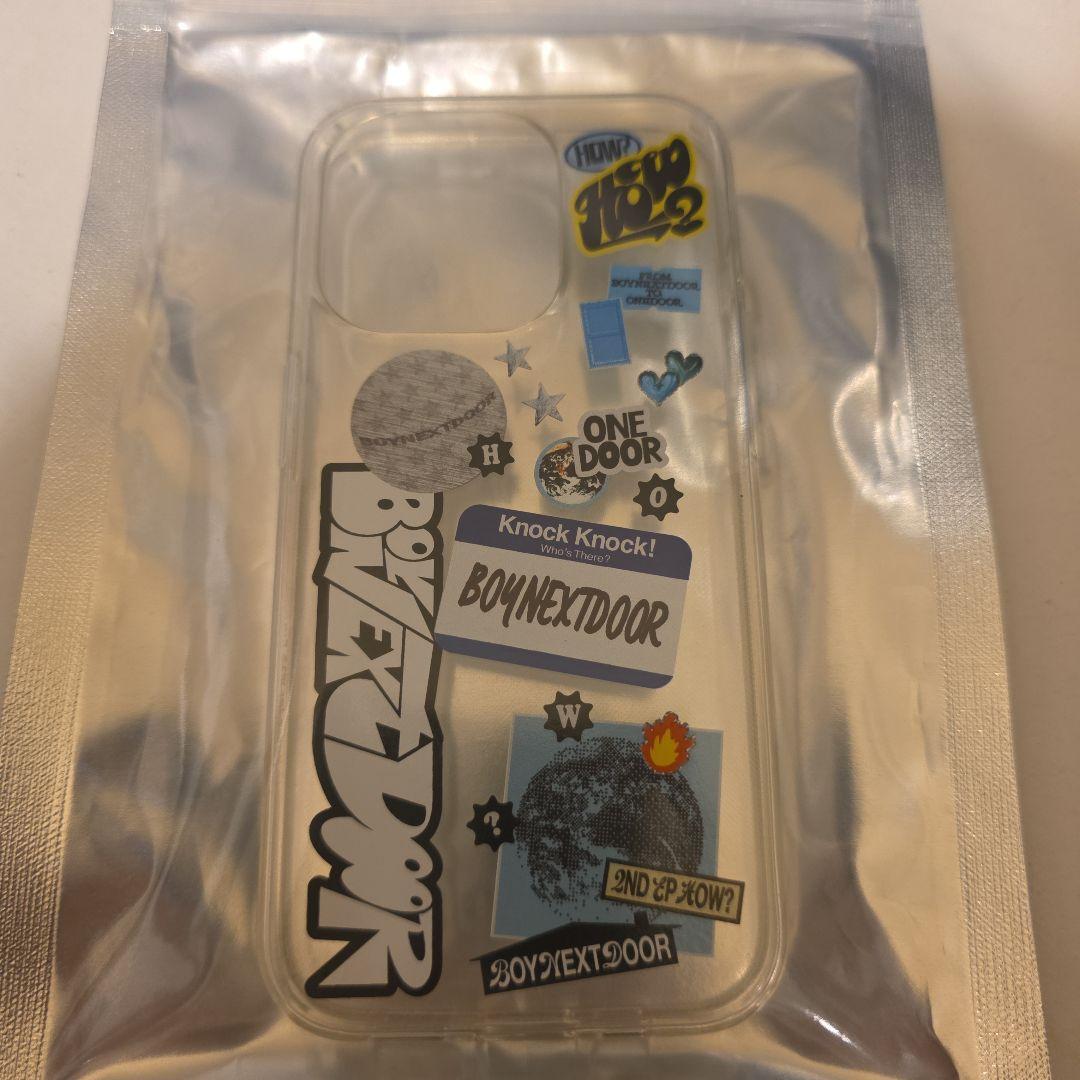 HOW?
HOW?
FROM
BOYNEXTDOOR
TO
ONEDOOR
BOYNEXTDOOR
H
ONE
DOOR
O
BOYNEXTDOOR
Knock Knock!
Who's There?
BOYNEXTDOOR
W
?
2ND EP HOW?
BOYNEXTDOOR